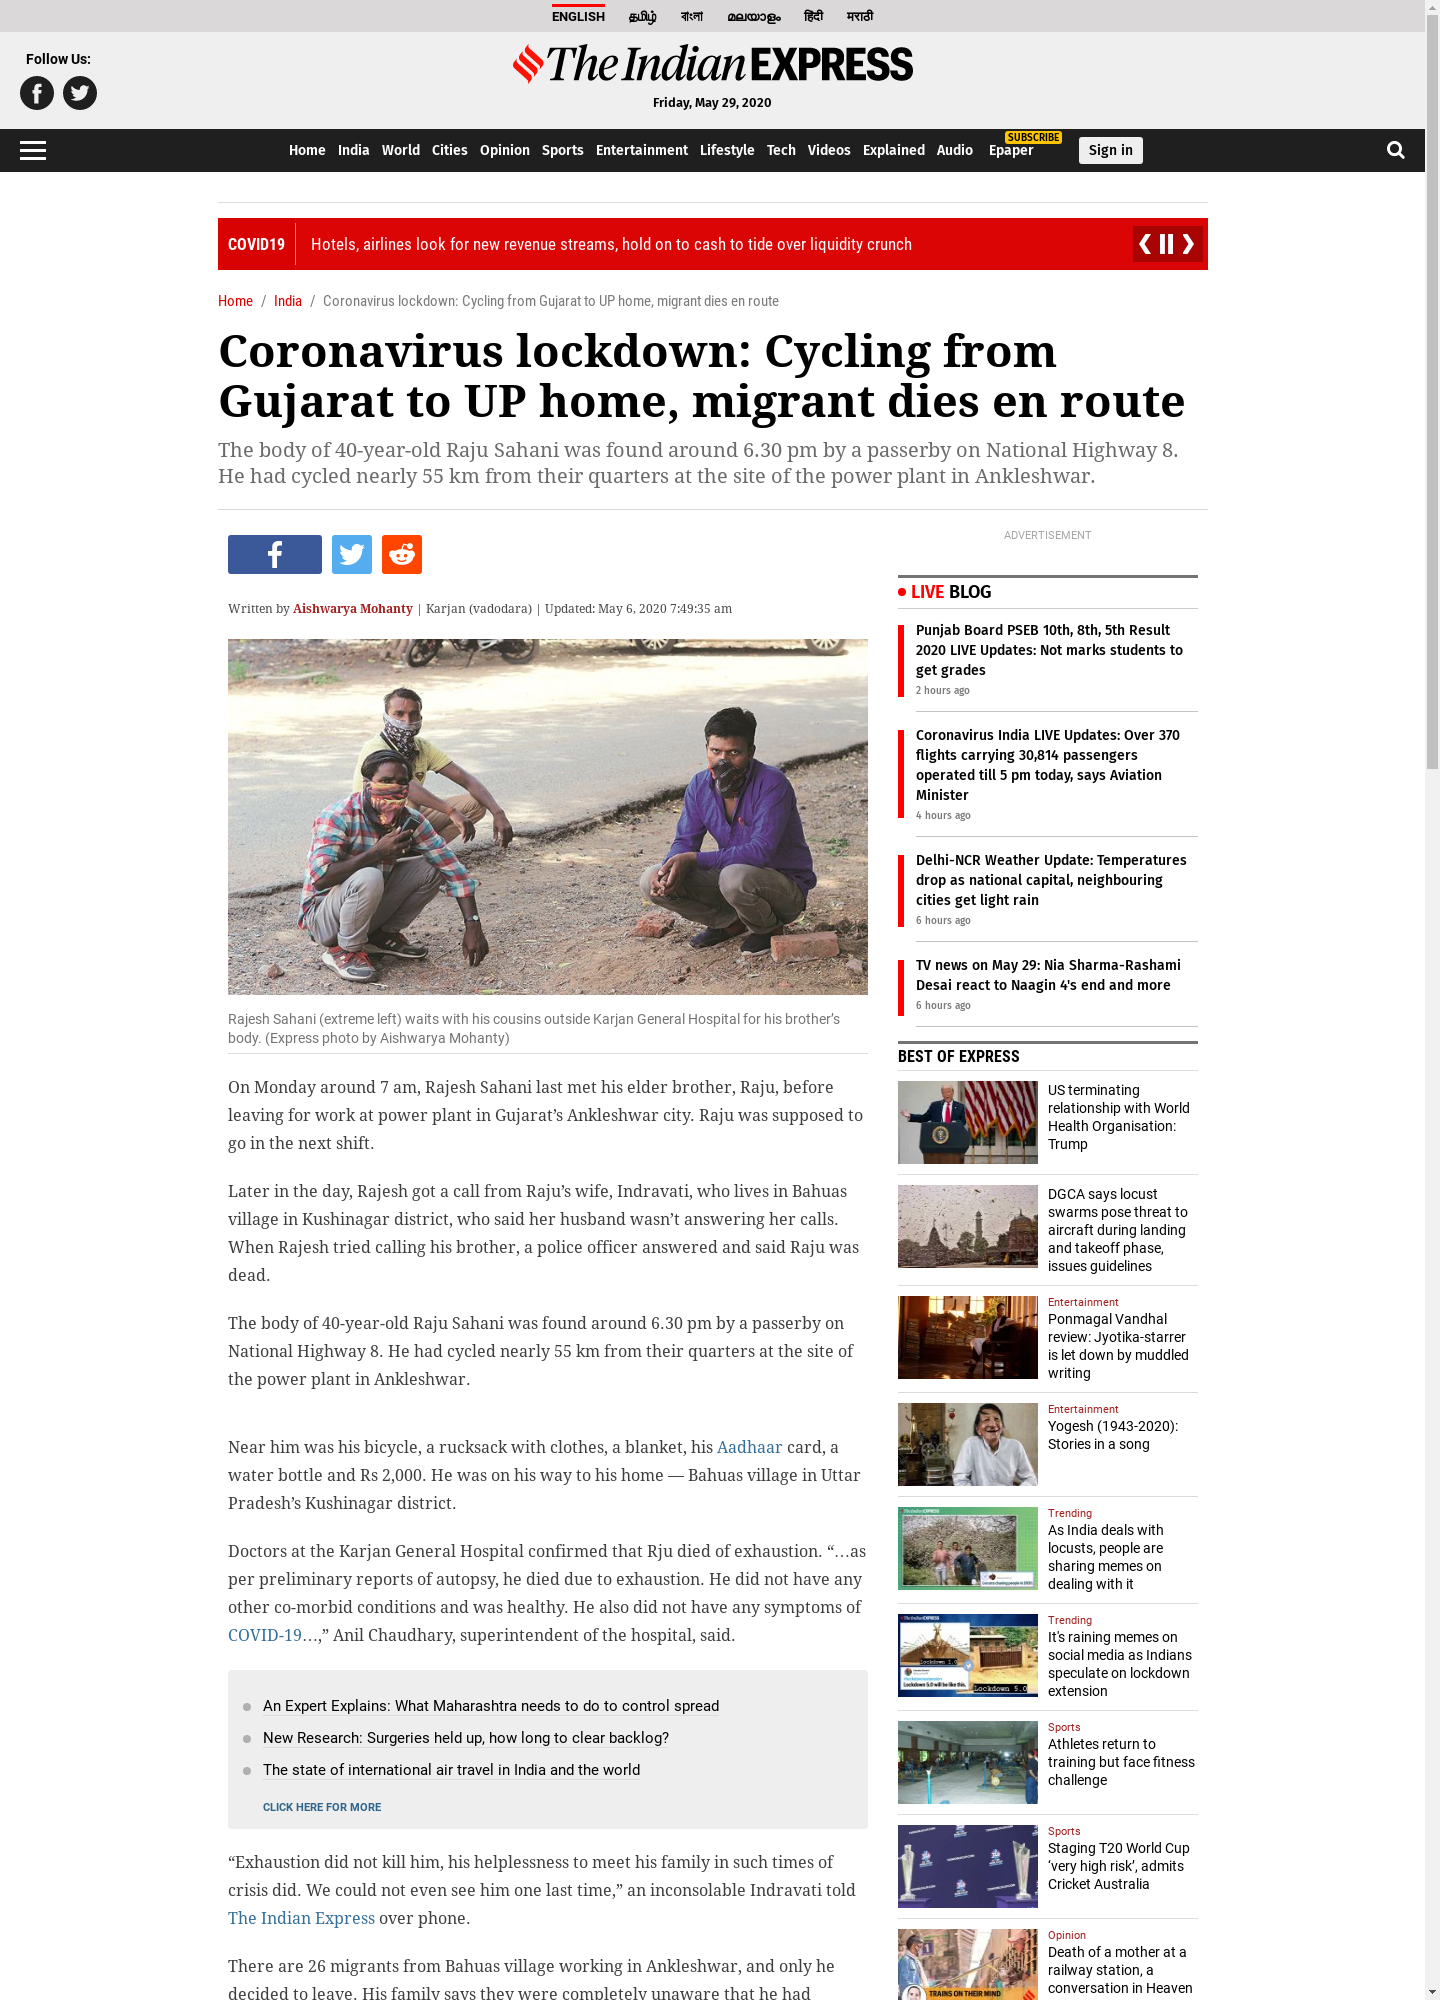 ENGLISH தமிழ் বাংলা മലയാളം हिंदी मराठी
Follow Us:
The Indian EXPRESS
Friday, May 29, 2020
Home India World Cities Opinion Sports Entertainment Lifestyle Tech Videos Explained Audio Epaper SUBSCRIBE Sign in
COVID19 Hotels, airlines look for new revenue streams, hold on to cash to tide over liquidity crunch
Home / India / Coronavirus lockdown: Cycling from Gujarat to UP home, migrant dies en route
Coronavirus lockdown: Cycling from
Gujarat to UP home, migrant dies en route
The body of 40-year-old Raju Sahani was found around 6.30 pm by a passerby on National Highway 8.
He had cycled nearly 55 km from their quarters at the site of the power plant in Ankleshwar.
Written by Aishwarya Mohanty | Karjan (vadodara) | Updated: May 6, 2020 7:49:35 am
Rajesh Sahani (extreme left) waits with his cousins outside Karjan General Hospital for his brother’s
body. (Express photo by Aishwarya Mohanty)
On Monday around 7 am, Rajesh Sahani last met his elder brother, Raju, before
leaving for work at power plant in Gujarat’s Ankleshwar city. Raju was supposed to
go in the next shift.
Later in the day, Rajesh got a call from Raju’s wife, Indravati, who lives in Bahuas
village in Kushinagar district, who said her husband wasn’t answering her calls.
When Rajesh tried calling his brother, a police officer answered and said Raju was
dead.
The body of 40-year-old Raju Sahani was found around 6.30 pm by a passerby on
National Highway 8. He had cycled nearly 55 km from their quarters at the site of
the power plant in Ankleshwar.
Near him was his bicycle, a rucksack with clothes, a blanket, his Aadhaar card, a
water bottle and Rs 2,000. He was on his way to his home — Bahuas village in Uttar
Pradesh’s Kushinagar district.
Doctors at the Karjan General Hospital confirmed that Rju died of exhaustion. “…as
per preliminary reports of autopsy, he died due to exhaustion. He did not have any
other co-morbid conditions and was healthy. He also did not have any symptoms of
COVID-19…,” Anil Chaudhary, superintendent of the hospital, said.
An Expert Explains: What Maharashtra needs to do to control spread
New Research: Surgeries held up, how long to clear backlog?
The state of international air travel in India and the world
CLICK HERE FOR MORE
“Exhaustion did not kill him, his helplessness to meet his family in such times of
crisis did. We could not even see him one last time,” an inconsolable Indravati told
The Indian Express over phone.
There are 26 migrants from Bahuas village working in Ankleshwar, and only he
decided to leave. His family says they were completely unaware that he had
ADVERTISEMENT
LIVE BLOG
Punjab Board PSEB 10th, 8th, 5th Result
2020 LIVE Updates: Not marks students to
get grades
2 hours ago
Coronavirus India LIVE Updates: Over 370
flights carrying 30,814 passengers
operated till 5 pm today, says Aviation
Minister
4 hours ago
Delhi-NCR Weather Update: Temperatures
drop as national capital, neighbouring
cities get light rain
6 hours ago
TV news on May 29: Nia Sharma-Rashami
Desai react to Naagin 4's end and more
6 hours ago
BEST OF EXPRESS
US terminating
relationship with World
Health Organisation:
Trump
DGCA says locust
swarms pose threat to
aircraft during landing
and takeoff phase,
issues guidelines
Entertainment
Ponmagal Vandhal
review: Jyotika-starrer
is let down by muddled
writing
Entertainment
Yogesh (1943-2020):
Stories in a song
Trending
As India deals with
locusts, people are
sharing memes on
dealing with it
Trending
It's raining memes on
social media as Indians
speculate on lockdown
extension
Lockdown 1.0
Lockdown 5.0 will be like this.
Lockdown 5.0
Sports
Athletes return to
training but face fitness
challenge
Sports
Staging T20 World Cup
‘very high risk’, admits
Cricket Australia
Opinion
Death of a mother at a
railway station, a
conversation in Heaven
TRAINS ON THEIR MIND